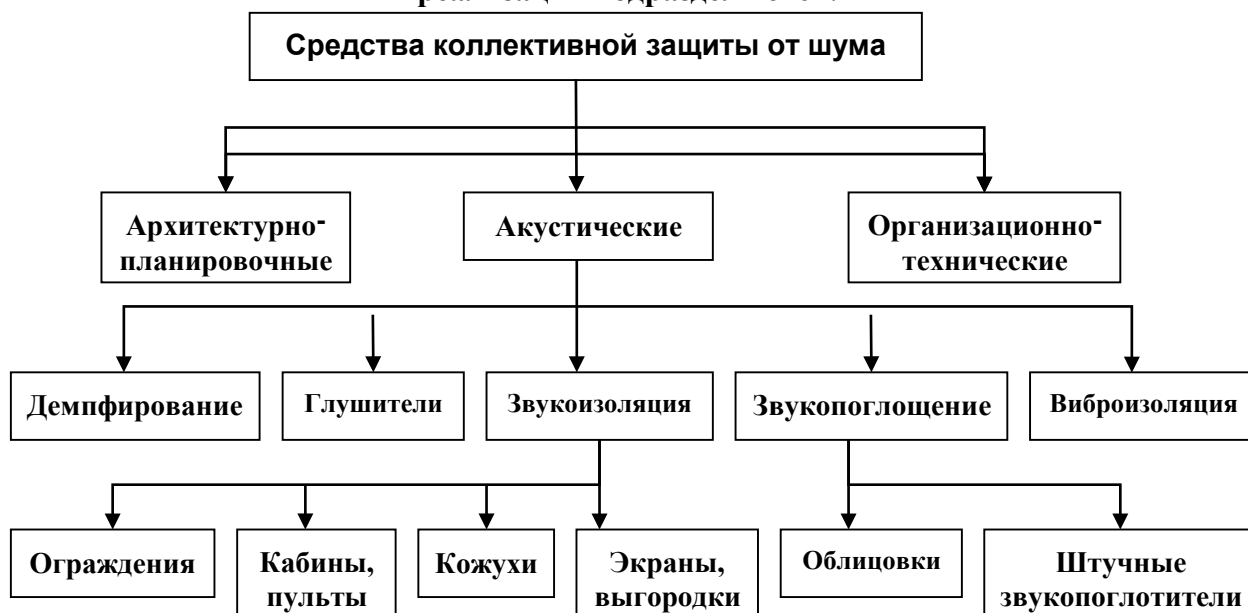 Средства коллективной защиты от шума
Архитектурно-
планировочные
Акустические
Организационно-
технические
Демпфирование
Глушители
Звукоизоляция
Звукопоглощение
Виброизоляция
Ограждения
Кабины,
пульты
Кожухи
Экраны,
выгородки
Облицовки
Штучные
звукопоглотители